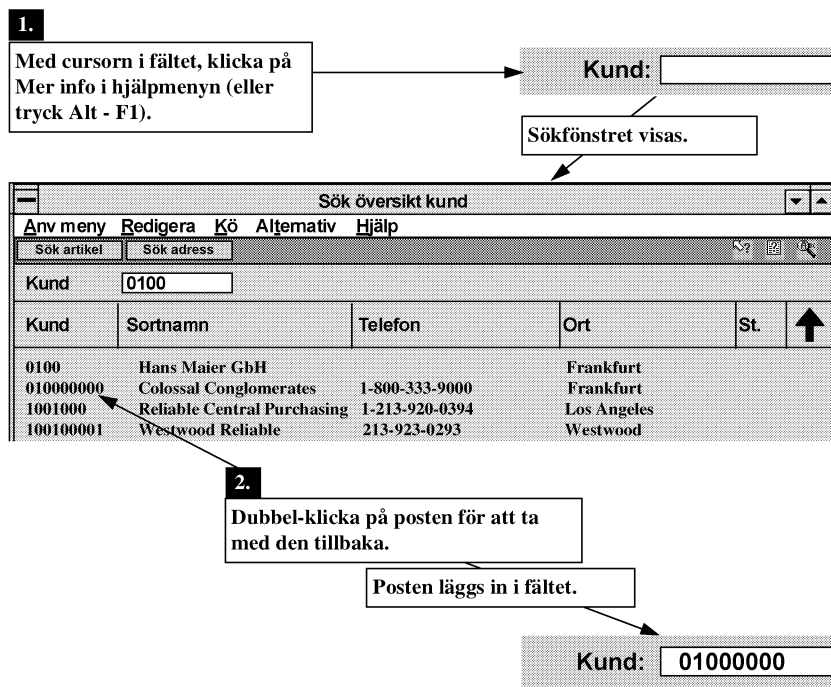 1.
Med cursorn i fältet, klicka på
Mer info i hjälpmenyn (eller
tryck Alt - F1).
Kund:
Sökfönstret visas.
Sök översikt kund
Anv meny Redigera Kö Alternativ Hjälp
Sök artikel Sök adress
Kund 0100
Kund Sortnamn Telefon Ort St.
0100 Hans Maier GbH Frankfurt
010000000 Colossal Conglomerates 1-800-333-9000 Frankfurt
1001000 Reliable Central Purchasing 1-213-920-0394 Los Angeles
100100001 Westwood Reliable 213-923-0293 Westwood
2.
Dubbel-klicka på posten för att ta
med den tillbaka.
Posten läggs in i fältet.
Kund: 01000000